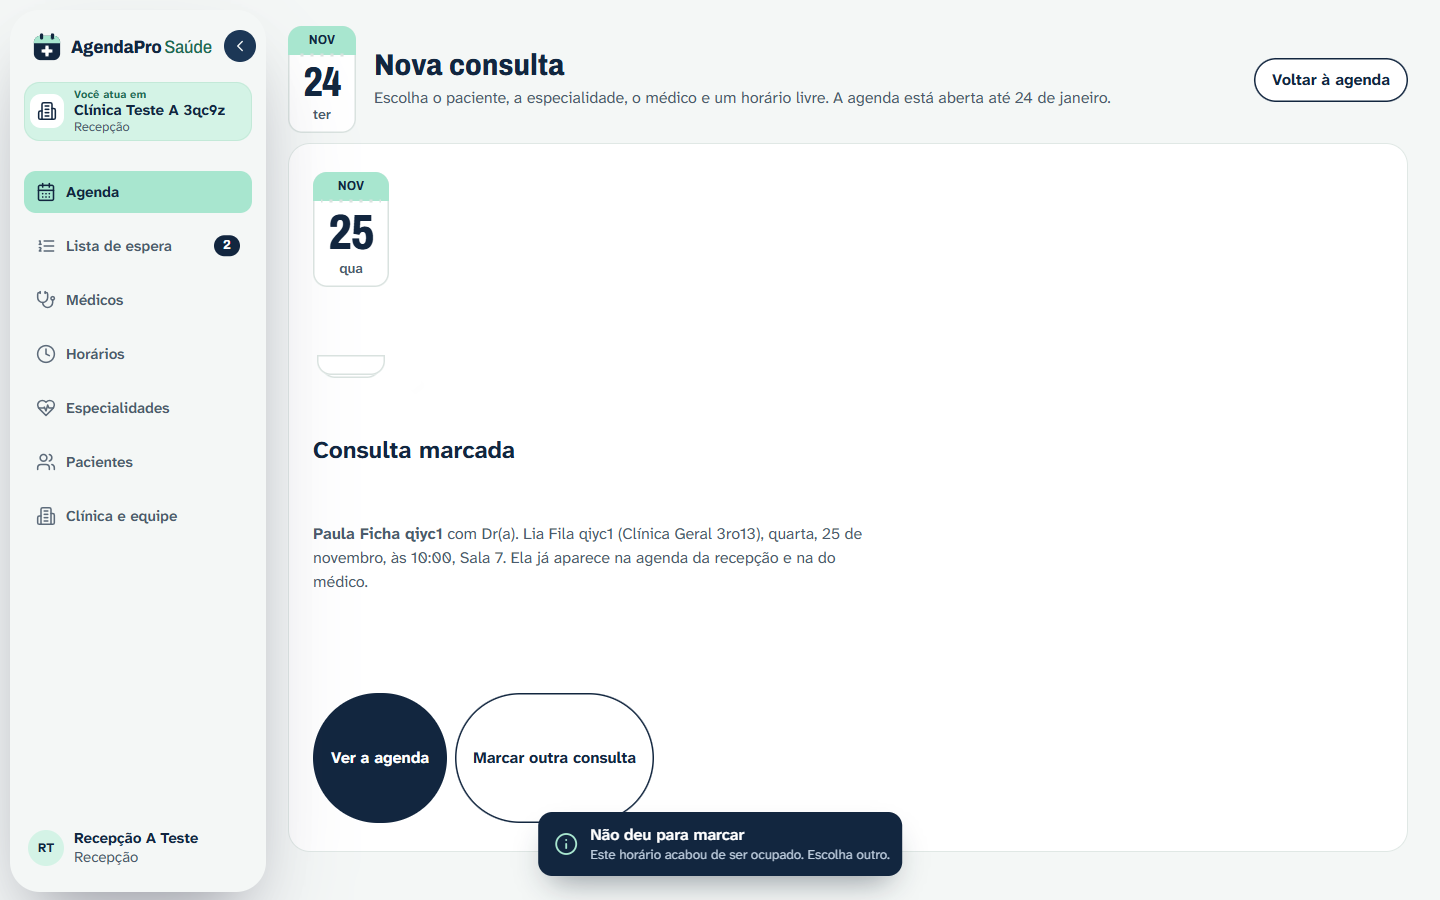 AgendaPro Saúde
Você atua em
Clínica Teste A 3qc9z
Recepção
Agenda
Lista de espera 2
Médicos
Horários
Especialidades
Pacientes
Clínica e equipe
RT
Recepção A Teste
Recepção
NOV
24
ter
Nova consulta
Escolha o paciente, a especialidade, o médico e um horário livre. A agenda está aberta até 24 de janeiro.
Voltar à agenda
NOV
25
qua
Consulta marcada
Paula Ficha qiyc1 com Dr(a). Lia Fila qiyc1 (Clínica Geral 3ro13), quarta, 25 de
novembro, às 10:00, Sala 7. Ela já aparece na agenda da recepção e na do
médico.
Ver a agenda
Marcar outra consulta
Não deu para marcar
Este horário acabou de ser ocupado. Escolha outro.